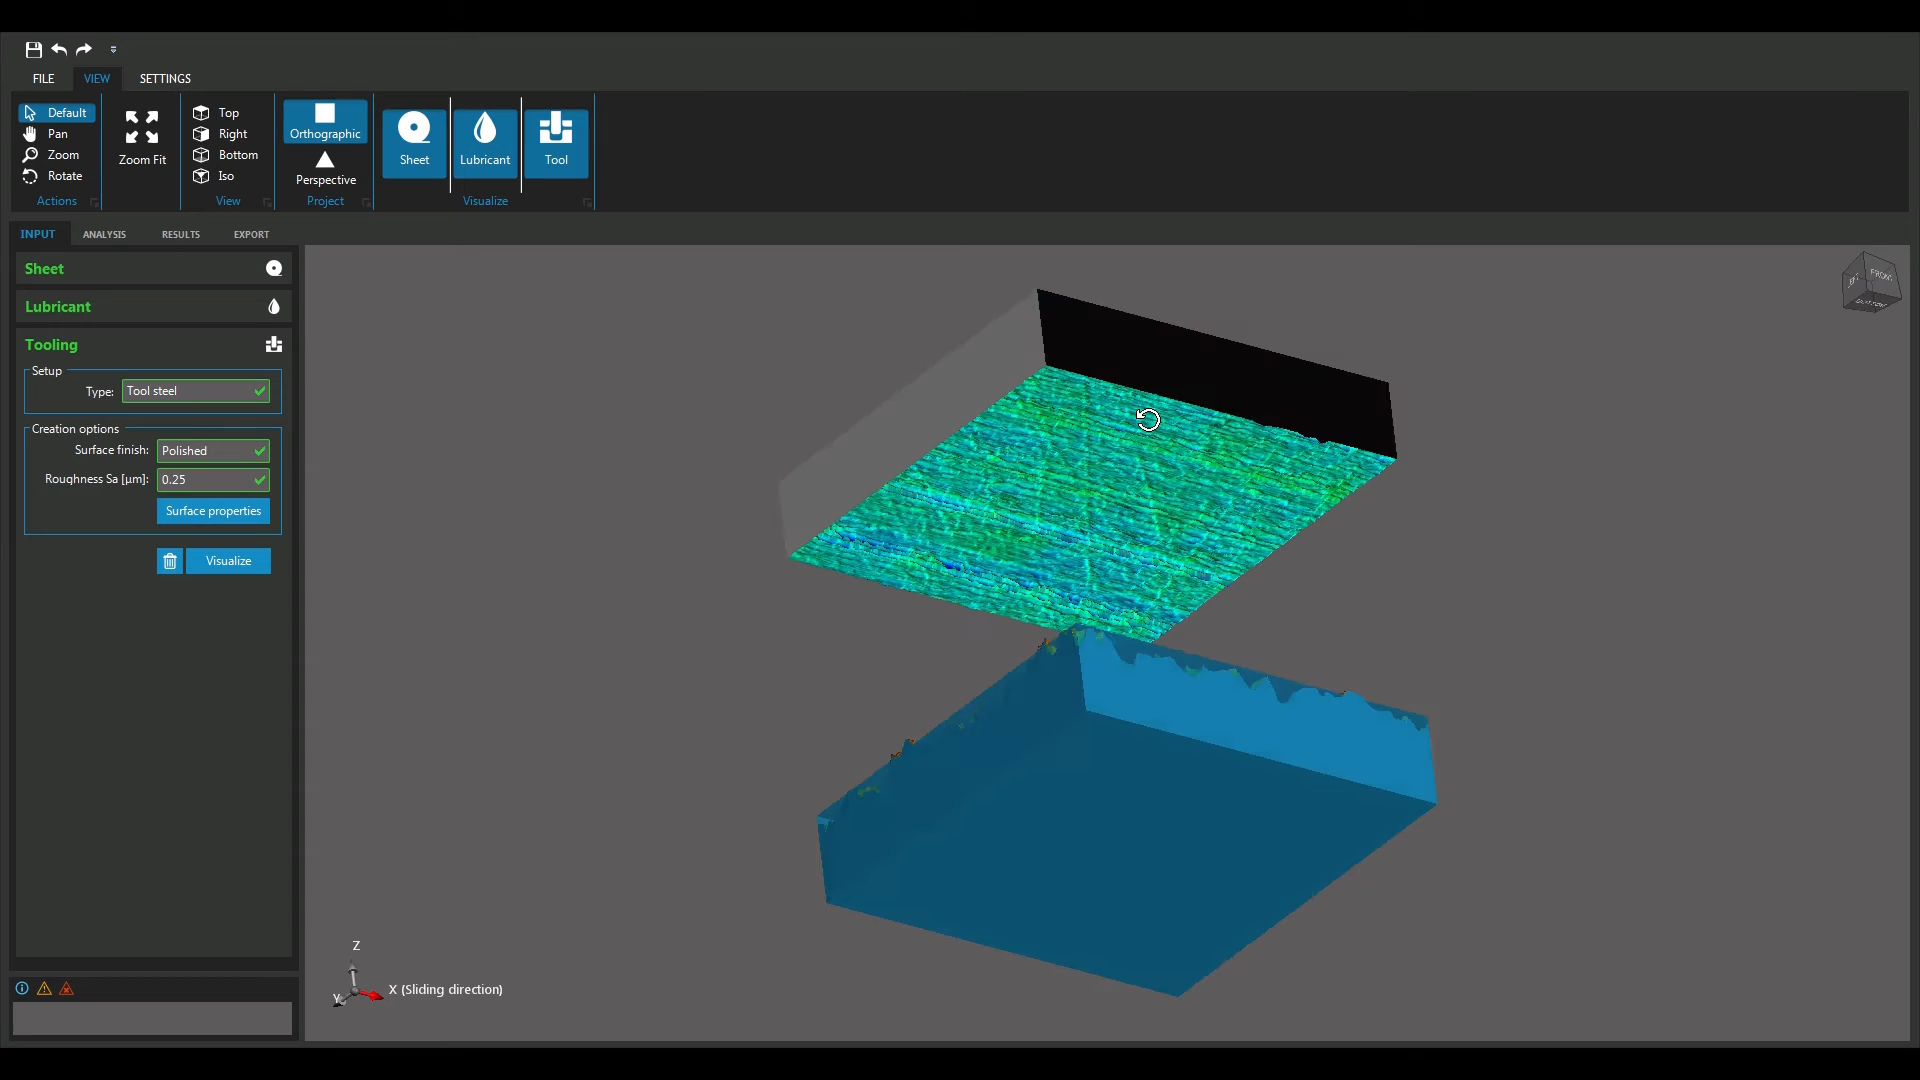 FILE VIEW SETTINGS
Default
Pan
Zoom
Rotate
Actions
Zoom Fit
Top
Right
Bottom
Iso
View
Orthographic
Perspective
Project
Sheet Lubricant Tool
Visualize
INPUT ANALYSIS RESULTS EXPORT
Sheet
Lubricant
Tooling
Setup
Type: Tool steel
Creation options
Surface finish: Polished
Roughness Sa [µm]: 0.25
Surface properties
Visualize
FRONT
BOTTOM
Z
Y
X (Sliding direction)